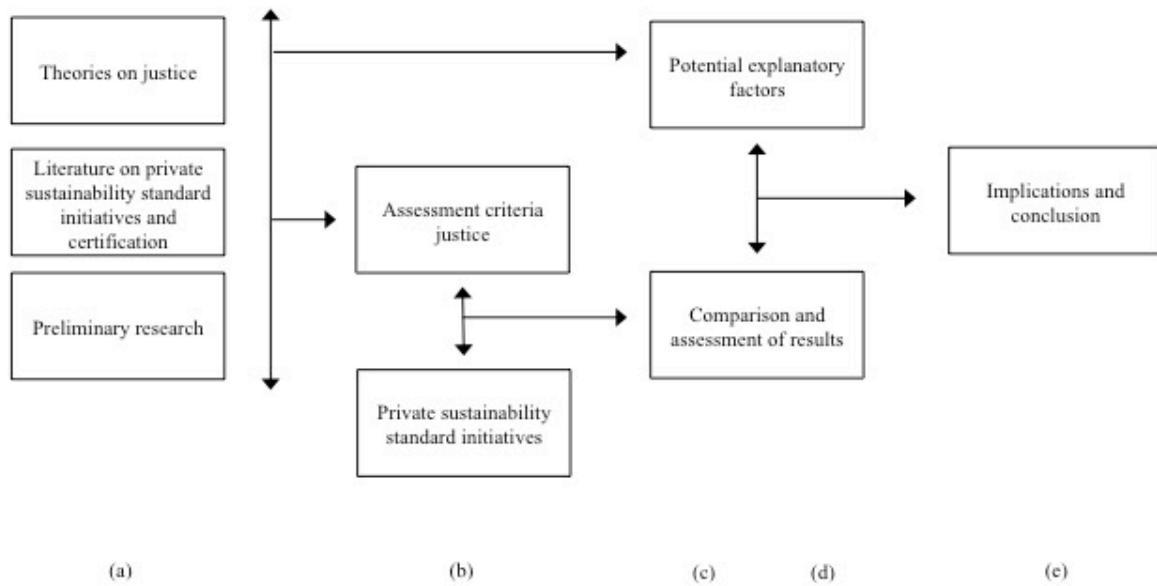 Theories on justice
Literature on private
sustainability standard
initiatives and
certification
Preliminary research
Assessment criteria
justice
Private sustainability
standard initiatives
Potential explanatory
factors
Comparison and
assessment of results
Implications and
conclusion
(a)
(b)
(c)
(d)
(e)